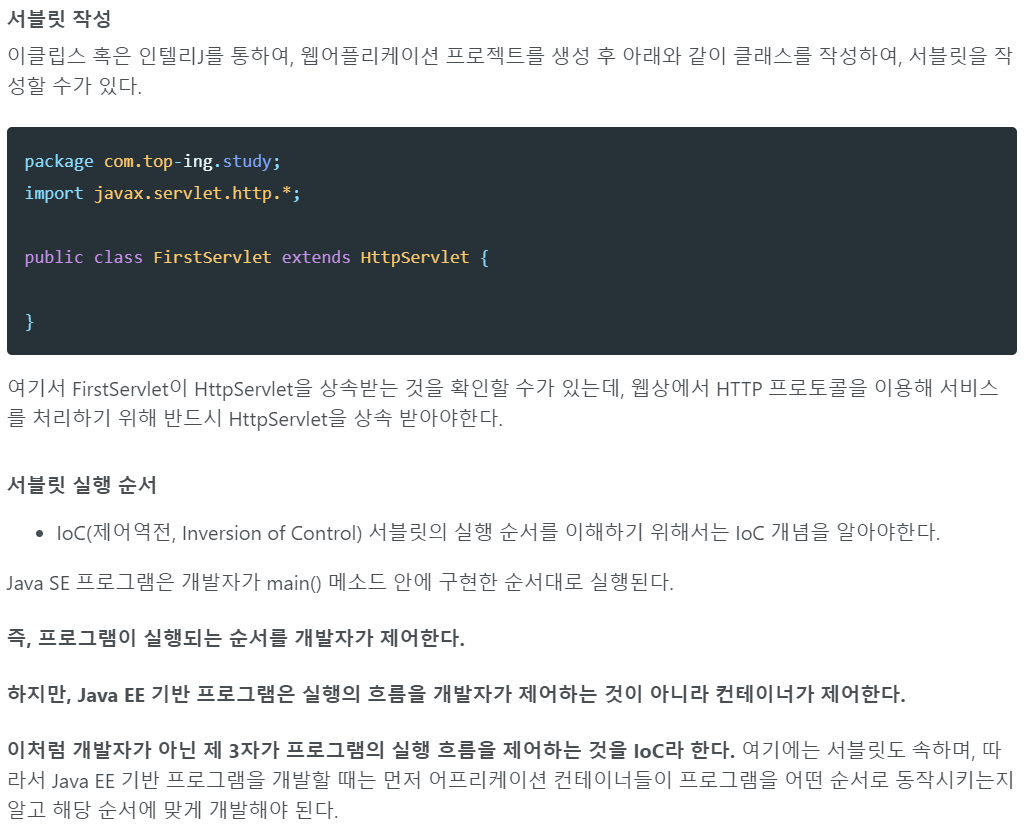 서블릿 작성
이클립스 혹은 인텔리J를 통하여, 웹어플리케이션 프로젝트를 생성 후 아래와 같이 클래스를 작성하여, 서블릿을 작
성할 수가 있다.
package com.top-ing.study;
import javax.servlet.http.*;
public class FirstServlet extends HttpServlet {
}
여기서 FirstServlet이 HttpServlet을 상속받는 것을 확인할 수가 있는데, 웹상에서 HTTP 프로토콜을 이용해 서비스
를 처리하기 위해 반드시 HttpServlet을 상속 받아야한다.
서블릿 실행 순서
• IoC(제어역전, Inversion of Control) 서블릿의 실행 순서를 이해하기 위해서는 IoC 개념을 알아야한다.
Java SE 프로그램은 개발자가 main() 메소드 안에 구현한 순서대로 실행된다.
즉, 프로그램이 실행되는 순서를 개발자가 제어한다.
하지만, Java EE 기반 프로그램은 실행의 흐름을 개발자가 제어하는 것이 아니라 컨테이너가 제어한다.
이처럼 개발자가 아닌 제 3자가 프로그램의 실행 흐름을 제어하는 것을 IoC라 한다. 여기에는 서블릿도 속하며, 따
라서 Java EE 기반 프로그램을 개발할 때는 먼저 어프리케이션 컨테이너들이 프로그램을 어떤 순서로 동작시키는지
알고 해당 순서에 맞게 개발해야 된다.